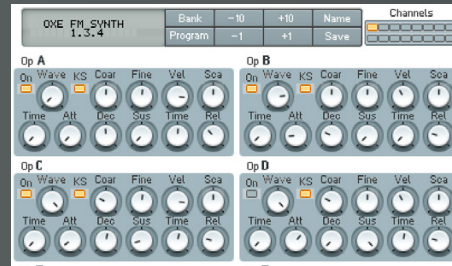 OXE FM SYNTH
1.3.4
Bank -10 +10 Name
Program -1 +1 Save
Channels
Op A
On Wave KS Coar Fine Vel Sca
Time Att Dec Sus Time Rel
Op B
On Wave KS Coar Fine Vel Sca
Time Att Dec Sus Time Rel
Op C
On Wave KS Coar Fine Vel Sca
Time Att Dec Sus Time Rel
Op D
On Wave KS Coar Fine Vel Sca
Time Att Dec Sus Time Rel